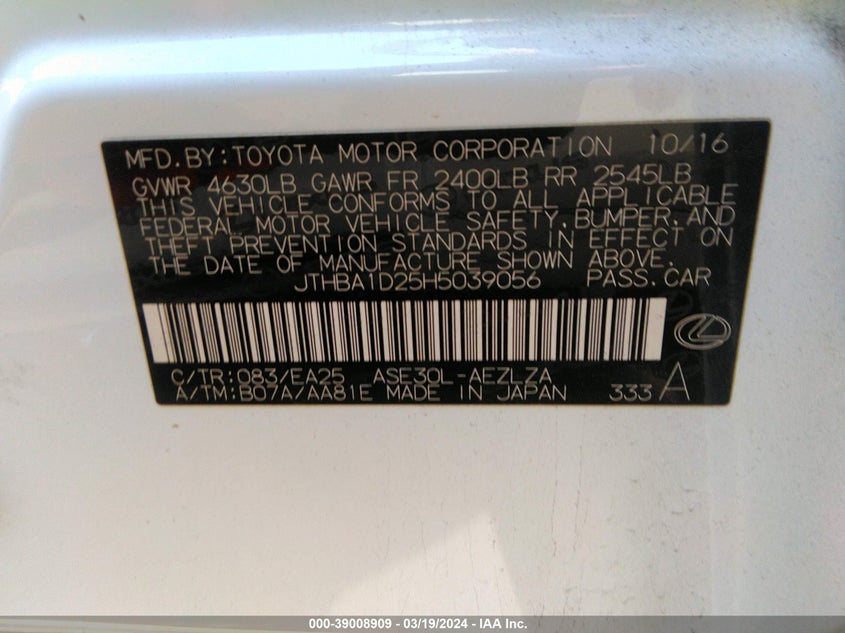 MFD.BY:TOYOTA MOTOR CORPORATION 10/16
GVWR 4630LB GAWR FR 2400LB RR 2545LB
THIS VEHICLE CONFORMS TO ALL APPLICABLE
FEDERAL MOTOR VEHICLE SAFETY,BUMPER,AND
THEFT PREVENTION STANDARDS IN EFFECT ON
THE DATE OF MANUFACTURE SHOWN ABOVE.
JTHBA1D25H5039056 PASS.CAR
C/TR:083/EA25 ASE30L-AEZLZA
A/TM:B07A/AA81E MADE IN JAPAN 333 A
000-39008909 - 03/19/2024 - IAA Inc.